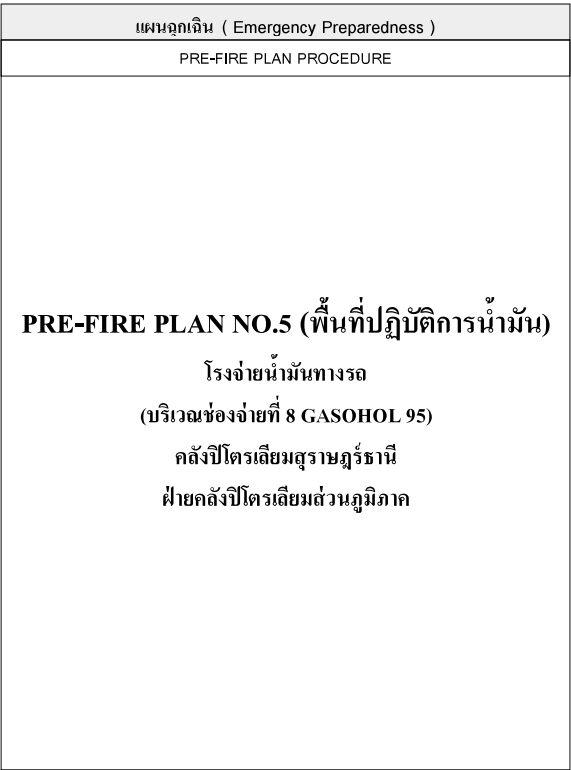 แผนฉุกเฉิน ( Emergency Preparedness )
PRE-FIRE PLAN PROCEDURE
PRE-FIRE PLAN NO.5 (พื้นที่ปฏิบัติการน้ำมัน)
โรงจ่ายน้ำมันทางรถ
(บริเวณช่องจ่ายที่ 8 GASOHOL 95)
คลังปิโตรเลียมสุราษฎร์ธานี
ฝ่ายคลังปิโตรเลียมส่วนภูมิภาค